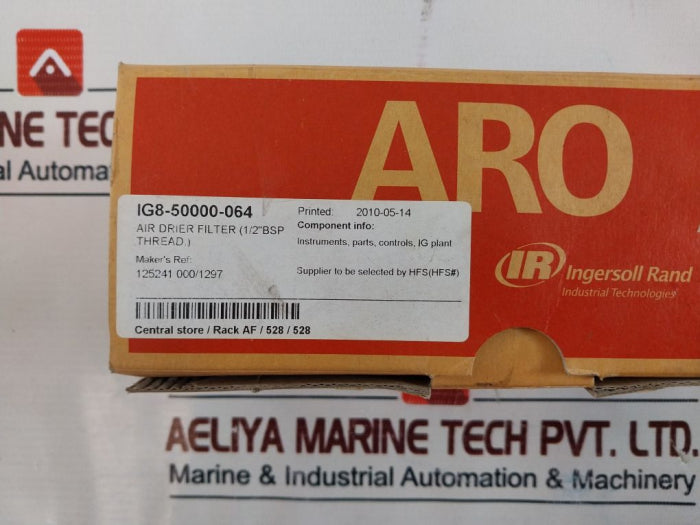 NE TEC
al Automa
ARO
IG8-50000-064
AIR DRIER FILTER (1/2"BSP
THREAD.)
Maker's Ref:
125241 000/1297
Printed: 2010-05-14
Component info:
Instruments, parts, controls, IG plant
Supplier to be selected by HFS(HFS#)
Central store / Rack AF / 528 / 528
IR Ingersoll Rand
Industrial Technologies
AELIYA MARINE TECH PVT. LTD.
Marine & Industrial Automation & Machinery